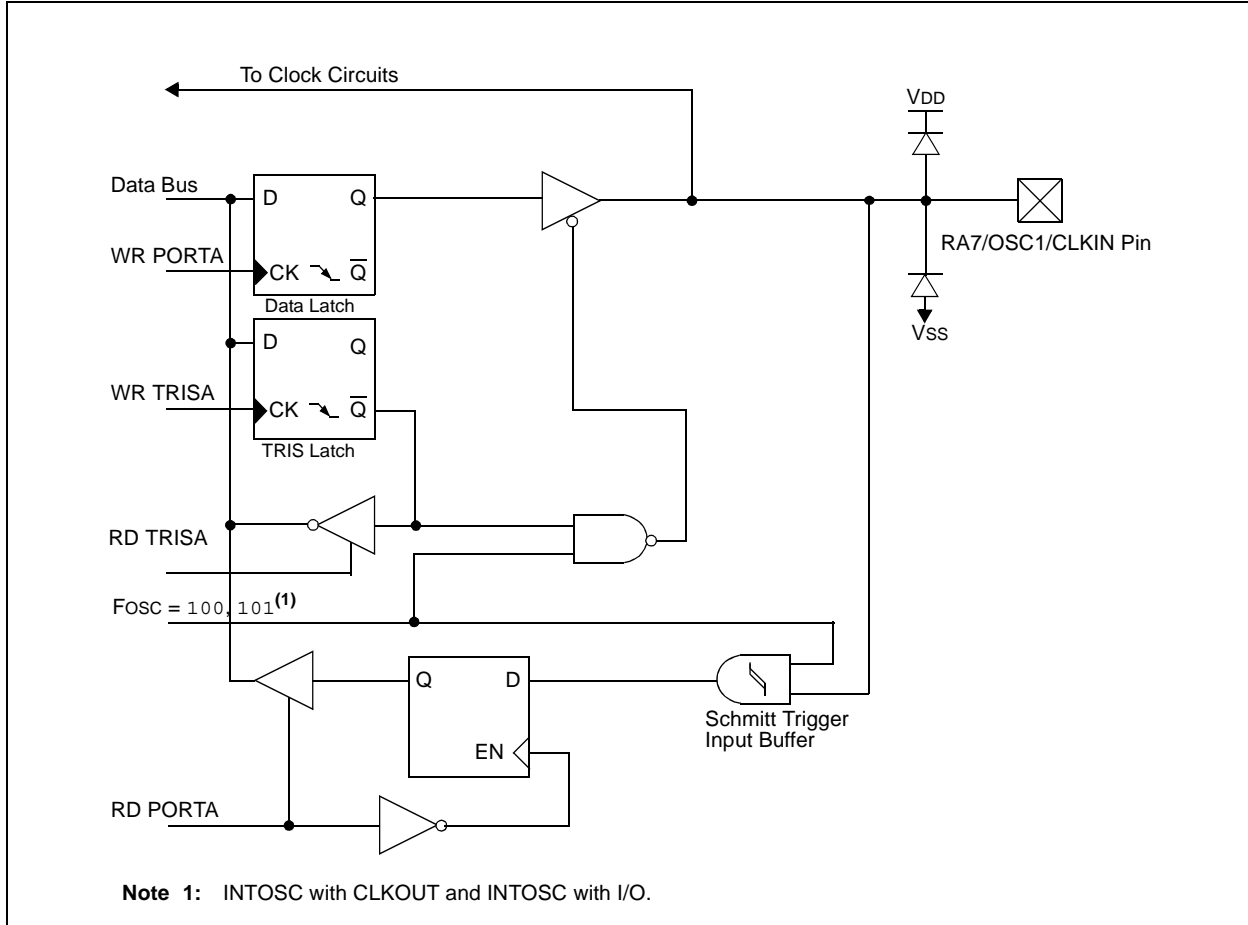 To Clock Circuits
VDD
Data Bus
D
Q
RA7/OSC1/CLKIN Pin
WR PORTA
CK
Q̅
Data Latch
D
Q
VSS
WR TRISA
CK
Q̅
TRIS Latch
RD TRISA
FOSC = 100, 101(1)
Q
D
Schmitt Trigger
Input Buffer
EN
RD PORTA
Note 1: INTOSC with CLKOUT and INTOSC with I/O.